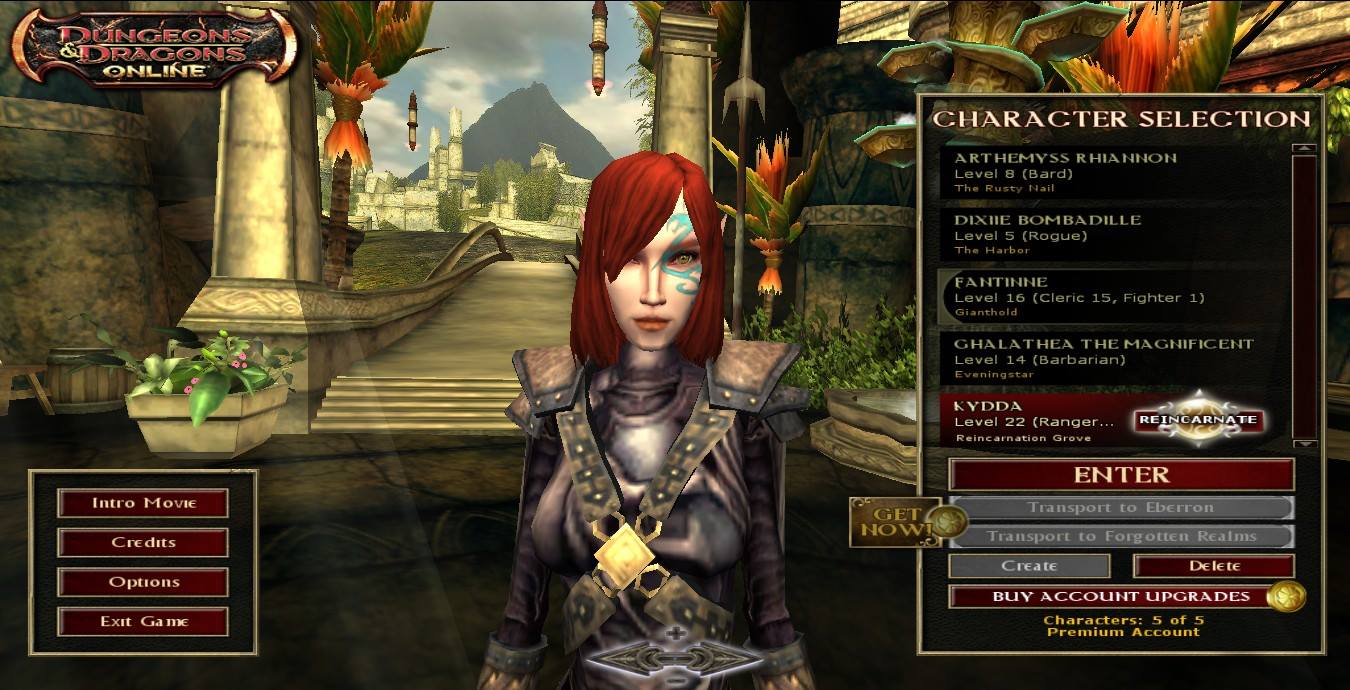 DUNGEONS
& DRAGONS
ONLINE
CHARACTER SELECTION
ARTHEMYSS RHIANNON
Level 8 (Bard)
The Rusty Nail
DIXIIE BOMBADILLE
Level 5 (Rogue)
The Harbor
FANTINNE
Level 16 (Cleric 15, Fighter 1)
Gianthold
GHALATHEA THE MAGNIFICENT
Level 14 (Barbarian)
Eveningstar
KYDDA
Level 22 (Ranger...
Reincarnation Grove
REINCARNATE
ENTER
GET
NOW!
Transport to Eberron
Transport to Forgotten Realms
Create
Delete
BUY ACCOUNT UPGRADES
Characters: 5 of 5
Premium Account
Intro Movie
Credits
Options
Exit Game